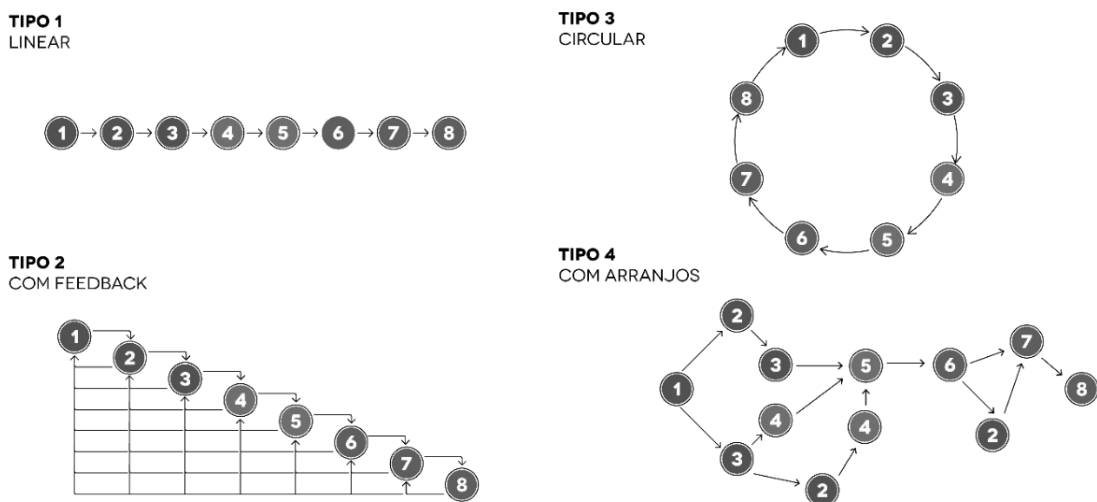 TIPO 1
LINEAR
1 2 3 4 5 6 7 8
TIPO 2
COM FEEDBACK
1
2
3
4
5
6
7
8
TIPO 3
CIRCULAR
1 2
8 3
7 4
6 5
TIPO 4
COM ARRANJOS
2
7
3 5 6
1 8
4 4 2
3
2